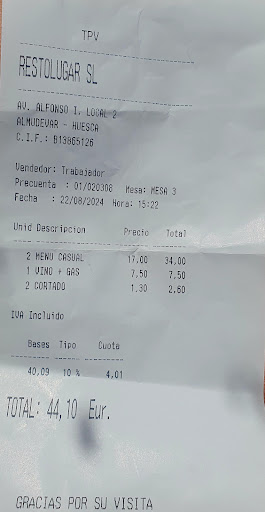 TPV
RESTOLUGAR SL
AV. ALFONSO I. LOCAL 2
ALMUDEVAR - HUESCA
C.I.F.: B13865126
Vendedor: Trabajador
Precuenta : 01/020308 Mesa: MESA 3
Fecha : 22/08/2024 Hora: 15:22
Unid Descripcion Precio Total
2 MENU CASUAL 17,00 34,00
1 VINO + GAS 7,50 7,50
2 CORTADO 1,30 2,60
IVA Incluido
Bases Tipo Cuota
40,09 10 % 4,01
TOTAL: 44,10 Eur.
GRACIAS POR SU VISITA